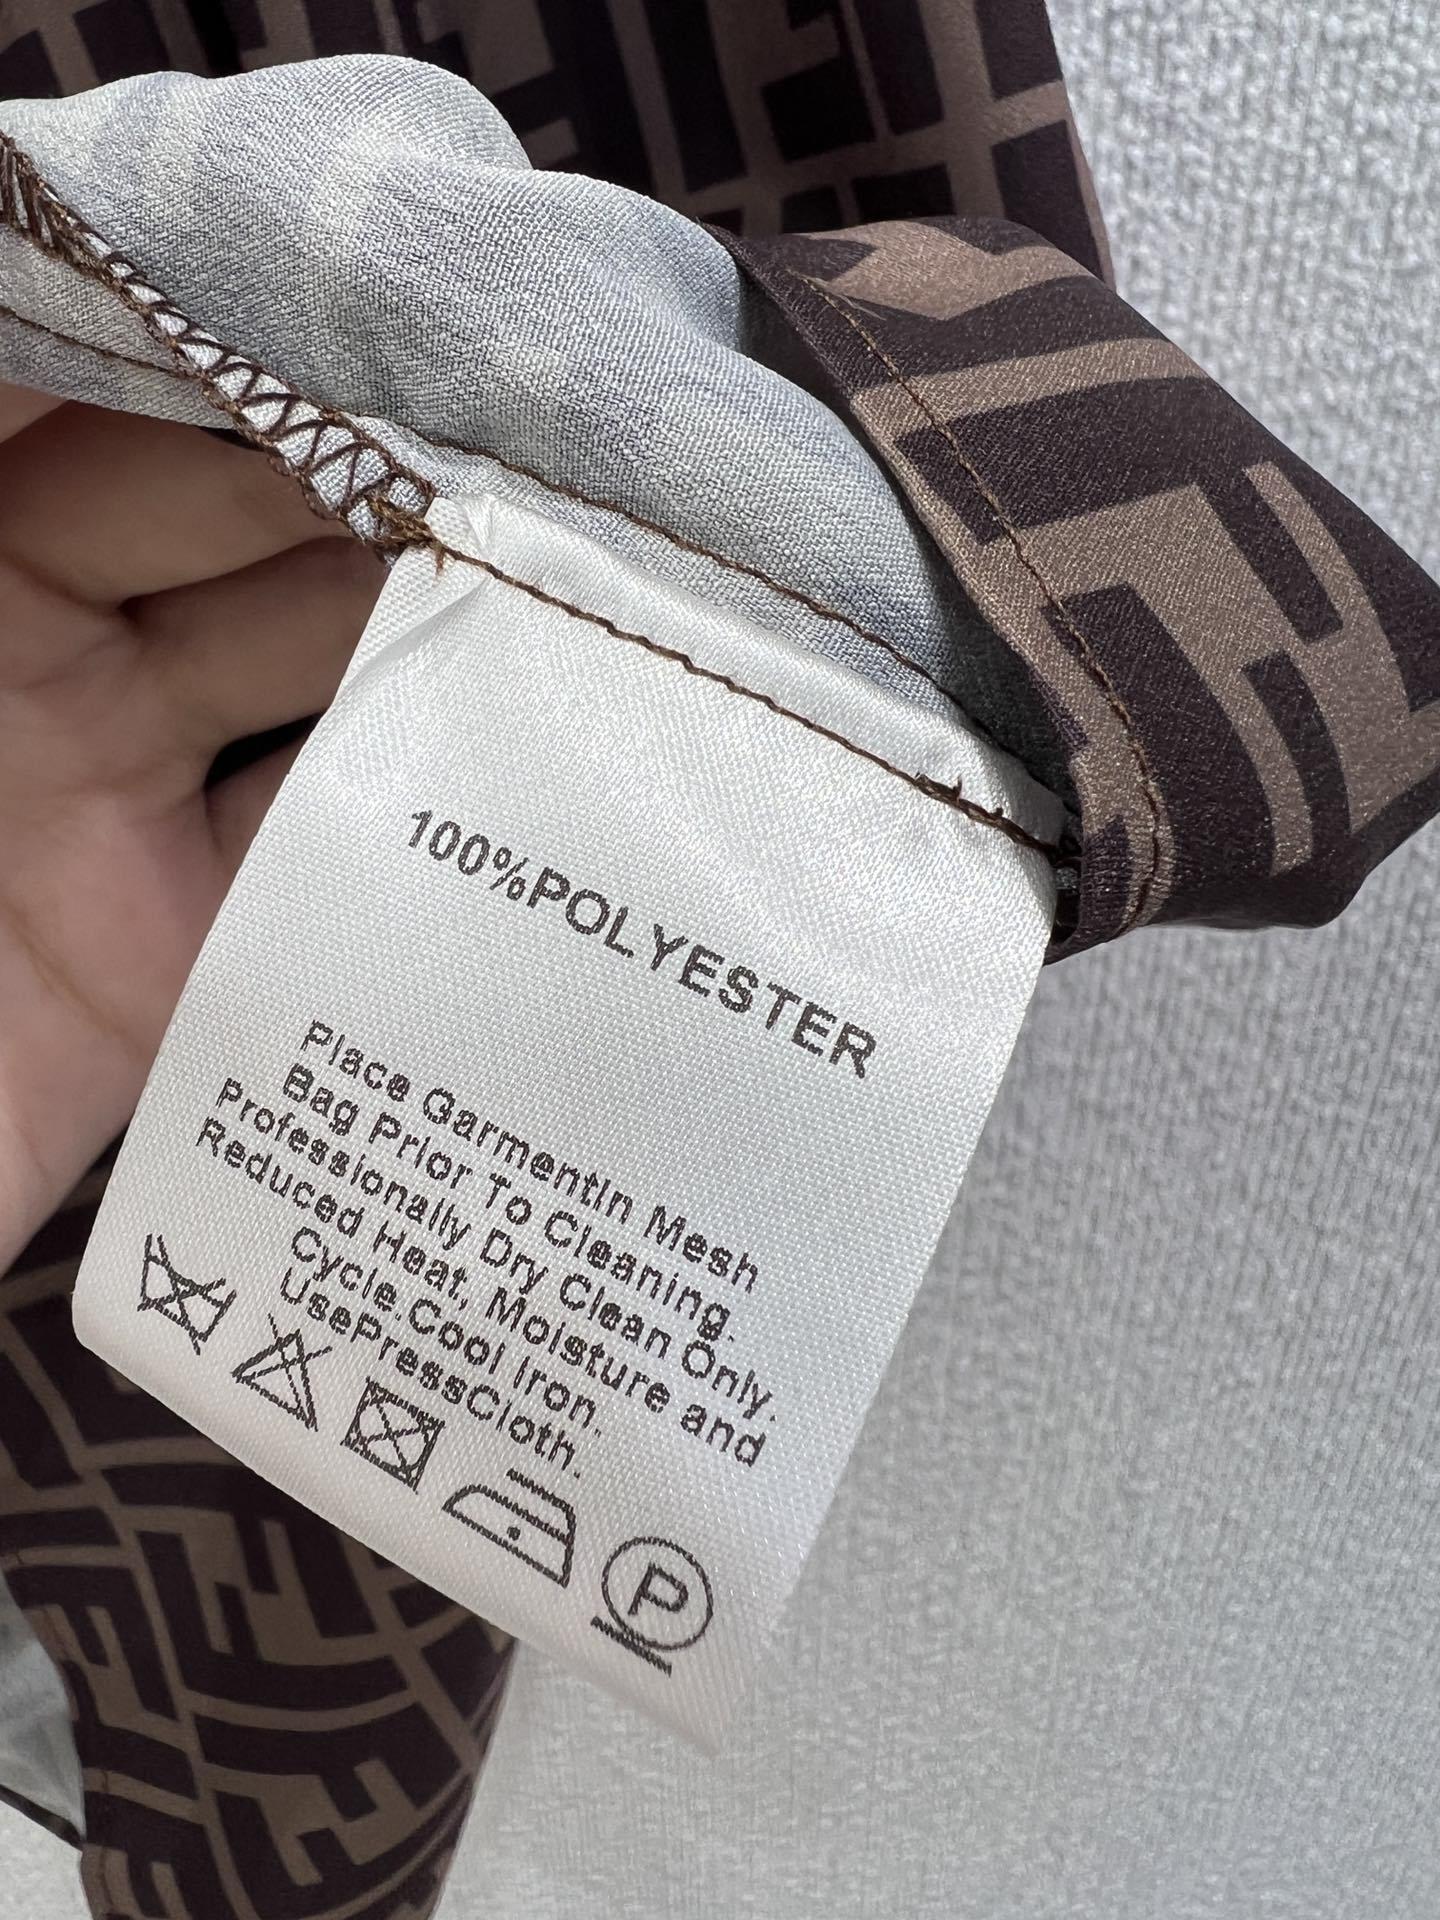 100%POLYESTER
Place GarmentIn Mesh
Bag Prior To Cleaning.
Professionally Dry Clean Only.
Reduced Heat, Moisture and
Cycle.Cool Iron.
UsePressCloth.
P